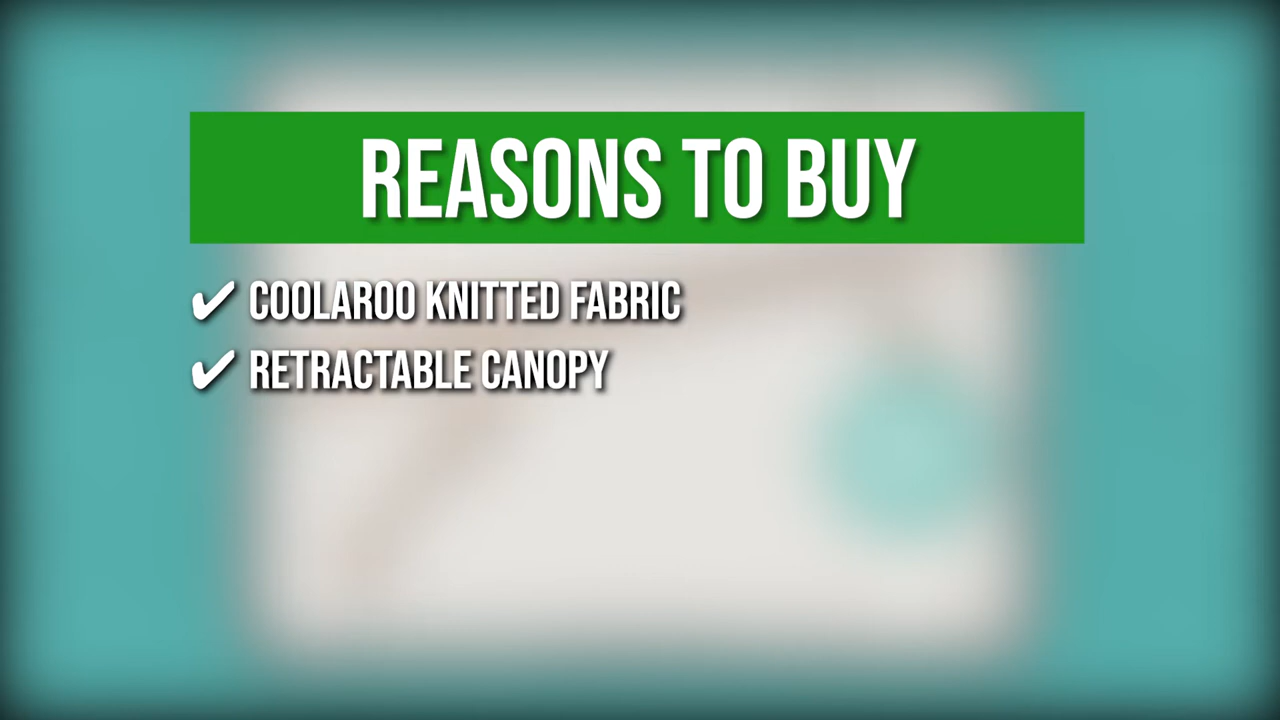 REASONS TO BUY
✔ COOLAROO KNITTED FABRIC
✔ RETRACTABLE CANOPY